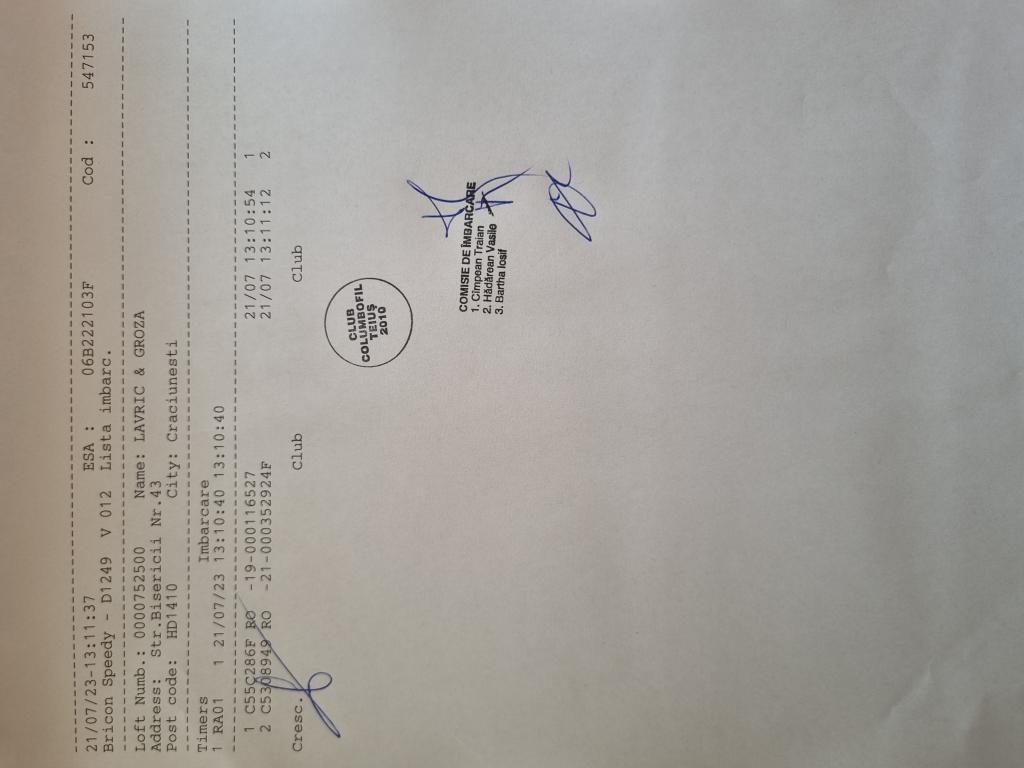 21/07/23-13:11:37 ESA : 06B222103F Cod : 547153
Bricon Speedy - D1249 V 012 Lista imbarc.
Loft Numb.: 0000752500 Name: LAVRIC & GROZA
Address: Str.Bisericii Nr.43
Post code: HD1410 City: Craciunesti
Timers Imbarcare
1 RA01 1 21/07/23 13:10:40 13:10:40
1 C55C286F RO -19-000116527 21/07 13:10:54 1
2 C5308949 RO -21-000352924F 21/07 13:11:12 2
Cresc. Club Club
CLUB
COLUMBOFIL
TEIUȘ
2010
COMISIE DE ÎMBARCARE
1. Cîmpean Traian
2. Hădărean Vasile
3. Bartha Iosif